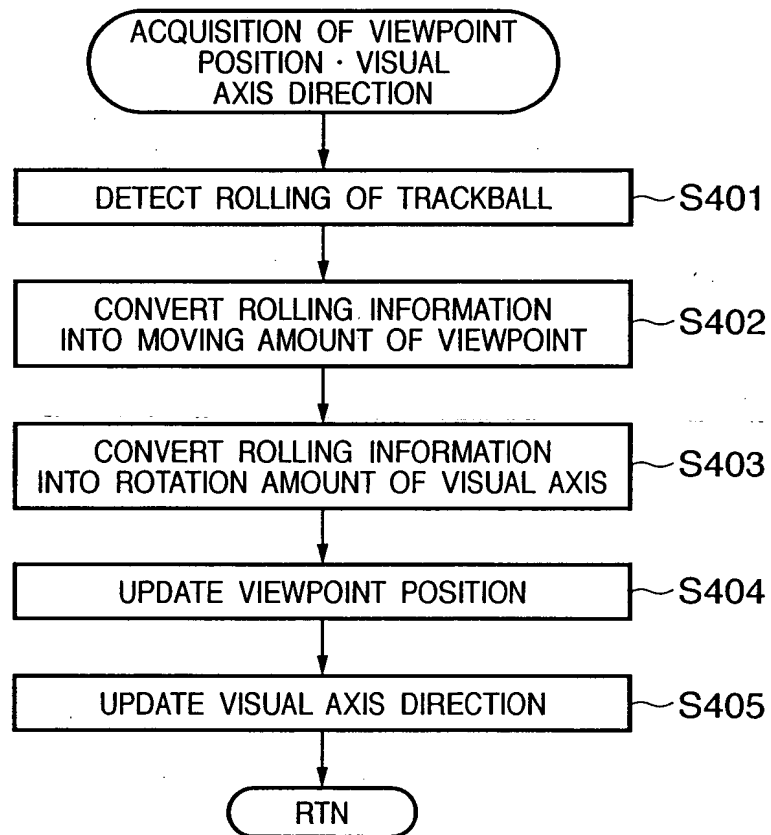 ACQUISITION OF VIEWPOINT
POSITION · VISUAL
AXIS DIRECTION
DETECT ROLLING OF TRACKBALL
S401
CONVERT ROLLING INFORMATION
INTO MOVING AMOUNT OF VIEWPOINT
S402
CONVERT ROLLING INFORMATION
INTO ROTATION AMOUNT OF VISUAL AXIS
S403
UPDATE VIEWPOINT POSITION
S404
UPDATE VISUAL AXIS DIRECTION
S405
RTN